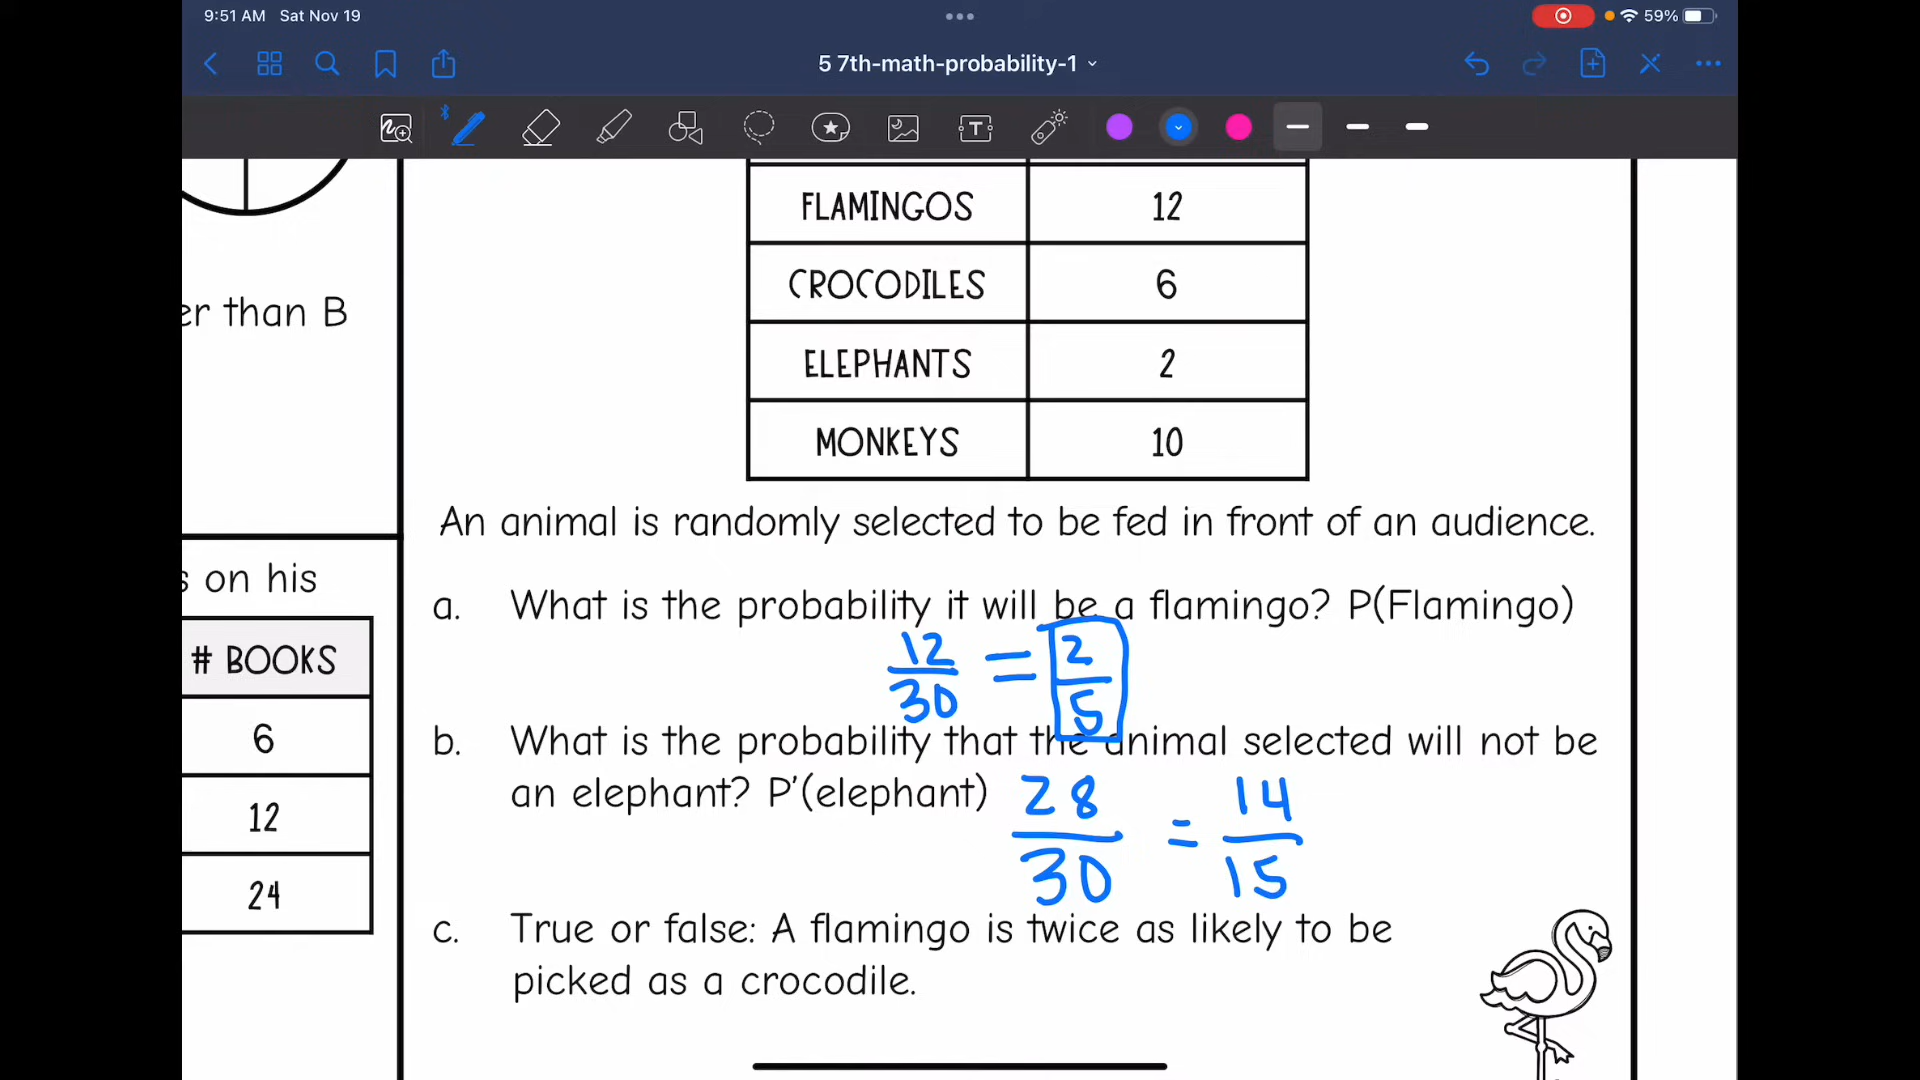 9:51 AM Sat Nov 19
59%
5 7th-math-probability-1
T
er than B
s on his
# BOOKS
6
12
24
FLAMINGOS 12
CROCODILES 6
ELEPHANTS 2
MONKEYS 10
An animal is randomly selected to be fed in front of an audience.
a. What is the probability it will be a flamingo? P(Flamingo)
12/30 = 2/5
b. What is the probability that the animal selected will not be
an elephant? P'(elephant) 28/30 = 14/15
c. True or false: A flamingo is twice as likely to be
picked as a crocodile.